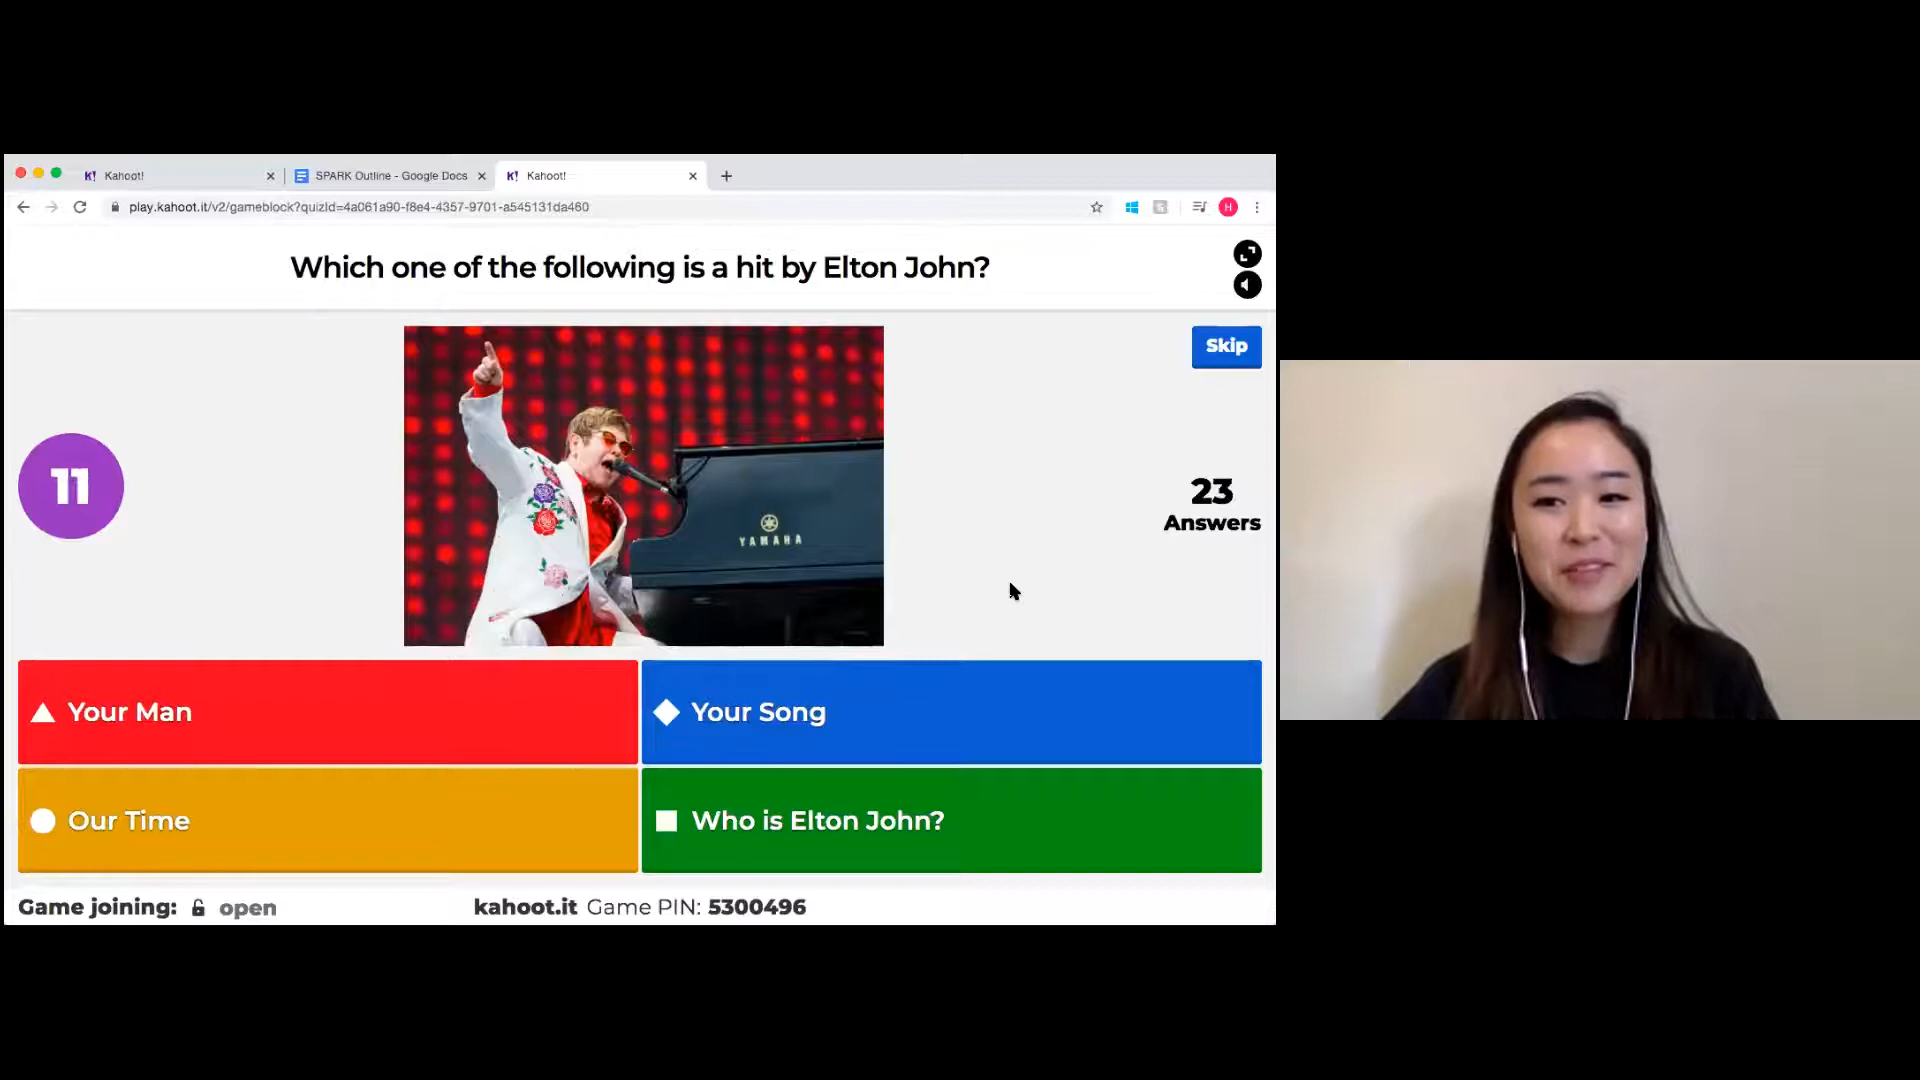 Kahoot!
SPARK Outline - Google Docs
Kahoot!
play.kahoot.it/v2/gameblock?quizId=4a061a90-f8e4-4357-9701-a545131da460
H
Which one of the following is a hit by Elton John?
Skip
11
23
Answers
YAMAHA
Your Man
Your Song
Our Time
Who is Elton John?
Game joining: open
kahoot.it Game PIN: 5300496